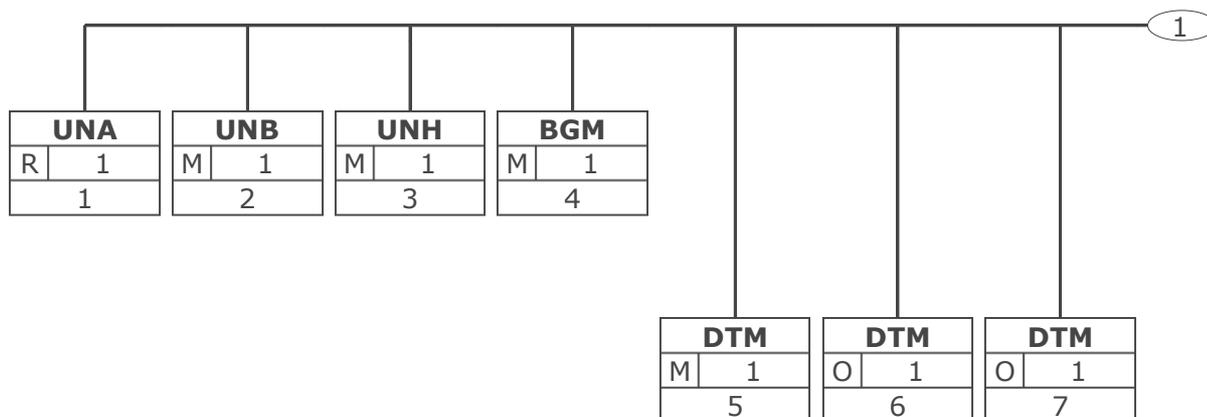 1
UNA UNB UNH BGM
R 1 M 1 M 1 M 1
1 2 3 4
DTM DTM DTM
M 1 O 1 O 1
5 6 7